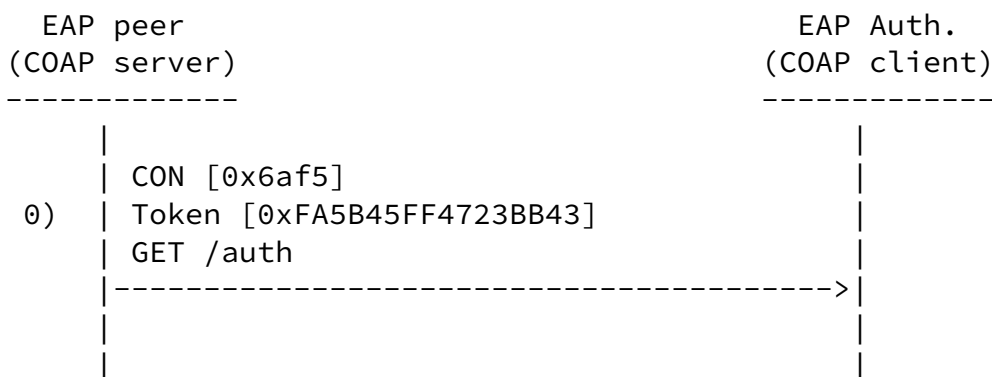 EAP peer EAP Auth.
(COAP server) (COAP client)
------------- -------------
| |
| CON [0x6af5] |
0) | Token [0xFA5B45FF4723BB43] |
| GET /auth |
|---------------------------------------->|
| |
| |